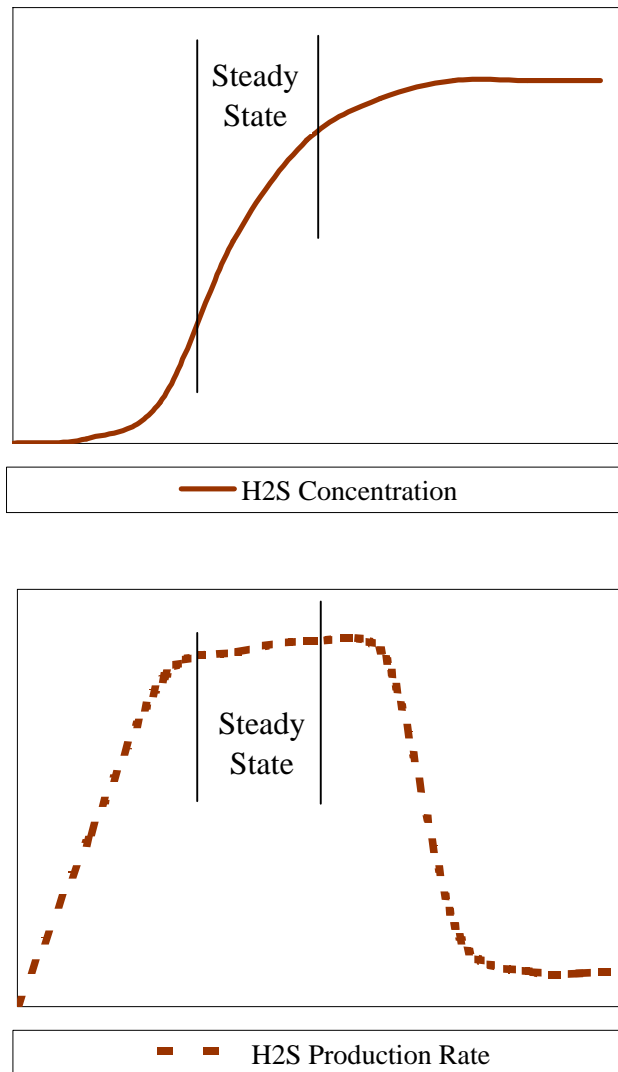 Steady
State
H2S Concentration
Steady
State
H2S Production Rate